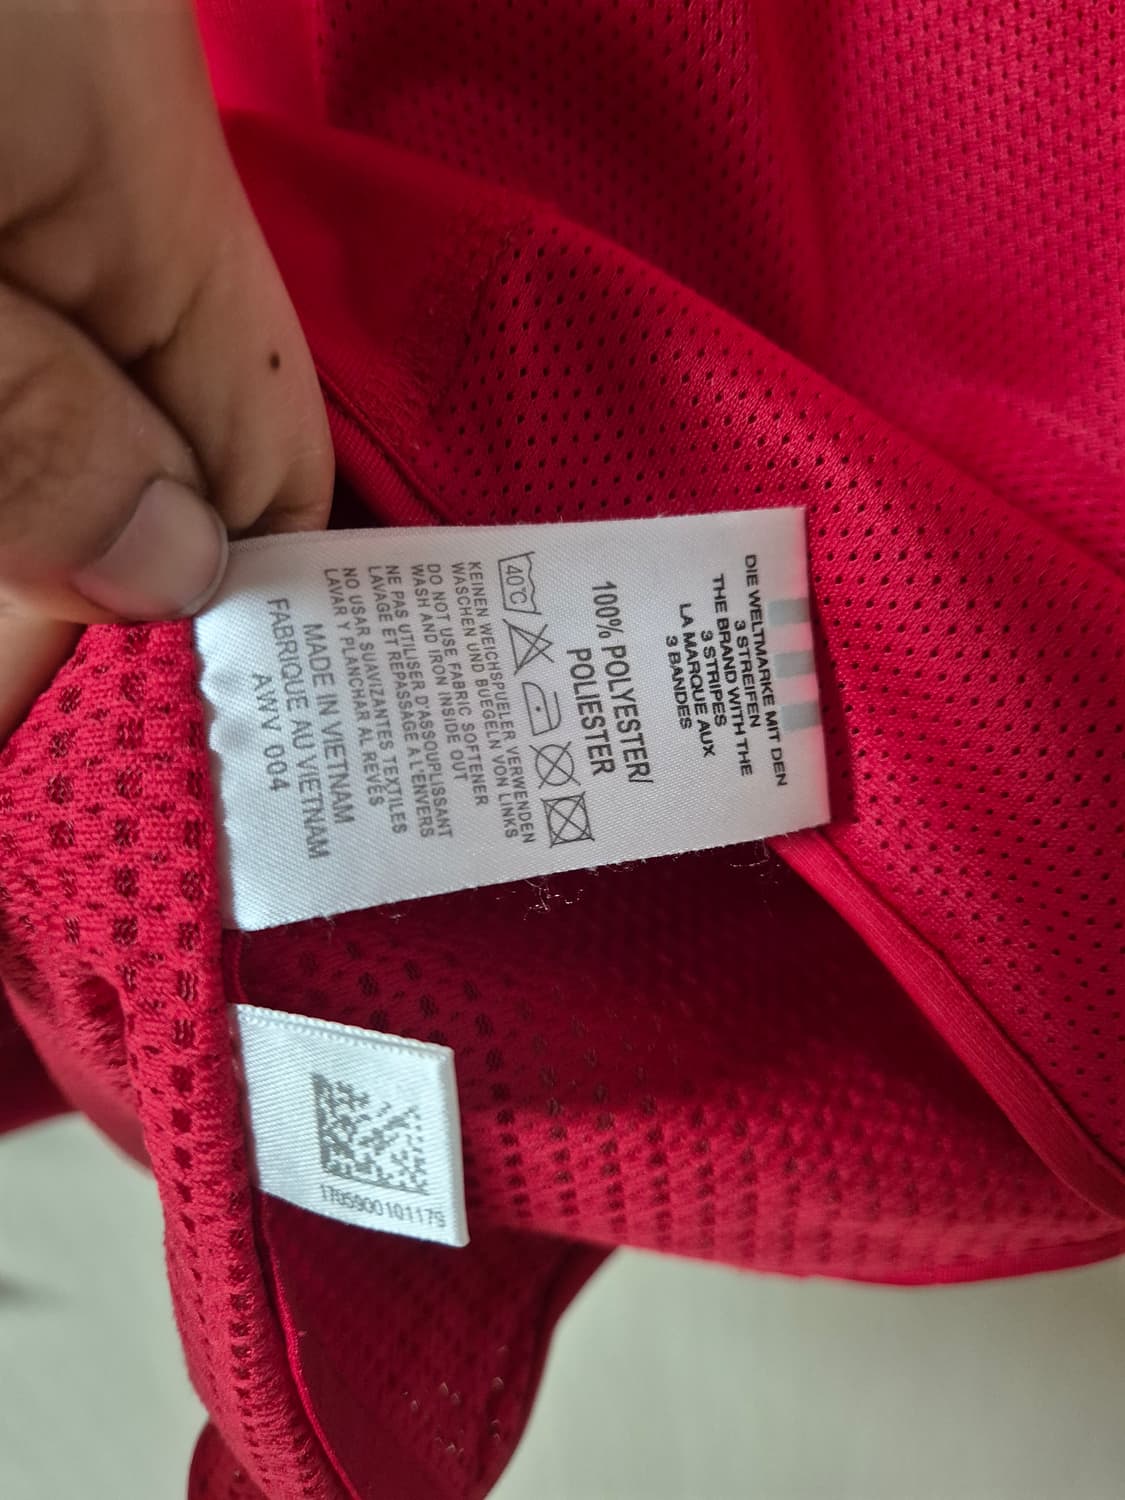 DIE WELTMARKE MIT DEN
3 STREIFEN
THE BRAND WITH THE
3 STRIPES
LA MARQUE AUX
3 BANDES
100% POLYESTER/
POLIESTER
40°C
KEINEN WEICHSPUELER VERWENDEN
WASCHEN UND BUEGELN VON LINKS
DO NOT USE FABRIC SOFTENER
WASH AND IRON INSIDE OUT
NE PAS UTILISER D'ASSOUPLISSANT
LAVAGE ET REPASSAGE A L'ENVERS
NO USAR SUAVIZANTES TEXTILES
LAVAR Y PLANCHAR AL REVÉS
MADE IN VIETNAM
FABRIQUE AU VIETNAM
AWV 004